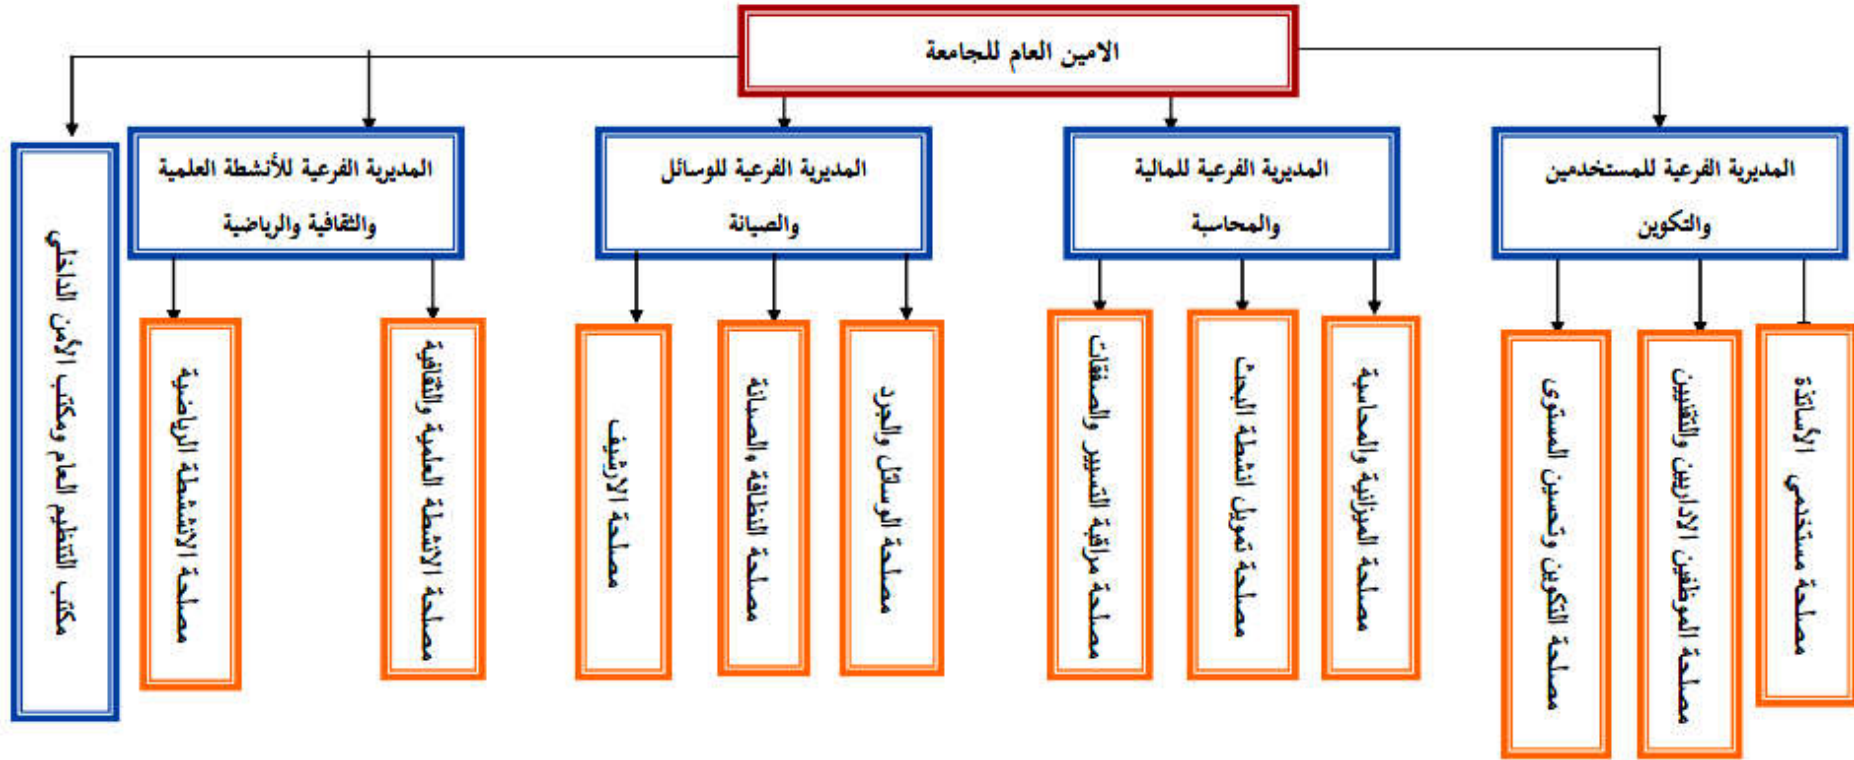 الامين العام للجامعة
المديرية الفرعية للمستخدمين
والتكوين
المديرية الفرعية للمالية
والمحاسبة
المديرية الفرعية للوسائل
والصيانة
المديرية الفرعية للأنشطة العلمية
والثقافية والرياضية
مكتب التنظيم العام ومكتب الأمن الداخلي
مصلحة مستخدمي الأساتذة
مصلحة الموظفين الاداريين والتقنيين
مصلحة التكوين وتحسين المستوى
مصلحة الميزانية والمحاسبة
مصلحة تمويل انشطة البحث
مصلحة مراقبة التسيير والصفقات
مصلحة الوسائل والجرد
مصلحة النظافة والصيانة
مصلحة الارشيف
مصلحة الانشطة العلمية والثقافية
مصلحة الانششطة الرياضية